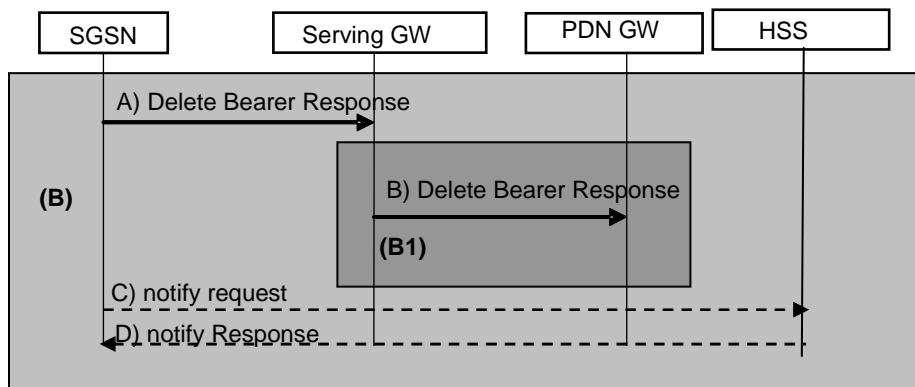 SGSN
Serving GW
PDN GW
HSS
A) Delete Bearer Response
(B)
B) Delete Bearer Response
(B1)
C) notify request
D) notify Response